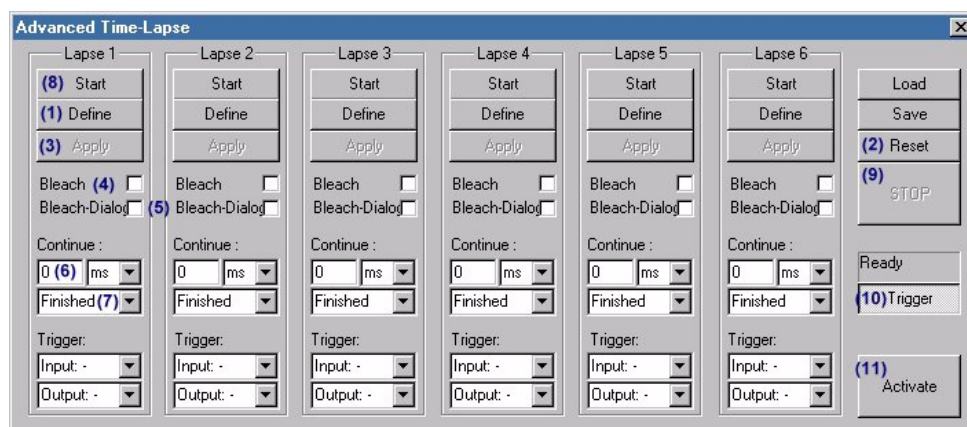 Advanced Time-Lapse
Lapse 1 Lapse 2 Lapse 3 Lapse 4 Lapse 5 Lapse 6
(8) Start Start Start Start Start Start Load
(1) Define Define Define Define Define Define Save
(3) Apply Apply Apply Apply Apply Apply (2) Reset
Bleach (4) Bleach Bleach Bleach Bleach Bleach (9) STOP
Bleach-Dialog (5) Bleach-Dialog Bleach-Dialog Bleach-Dialog Bleach-Dialog Bleach-Dialog
Continue : Continue : Continue : Continue : Continue : Continue :
0 (6) ms 0 ms 0 ms 0 ms 0 ms 0 ms Ready
Finished (7) Finished Finished Finished Finished Finished (10) Trigger
Trigger: Trigger: Trigger: Trigger: Trigger: Trigger:
Input: - Input: - Input: - Input: - Input: - Input: - (11)
Output: - Output: - Output: - Output: - Output: - Output: - Activate